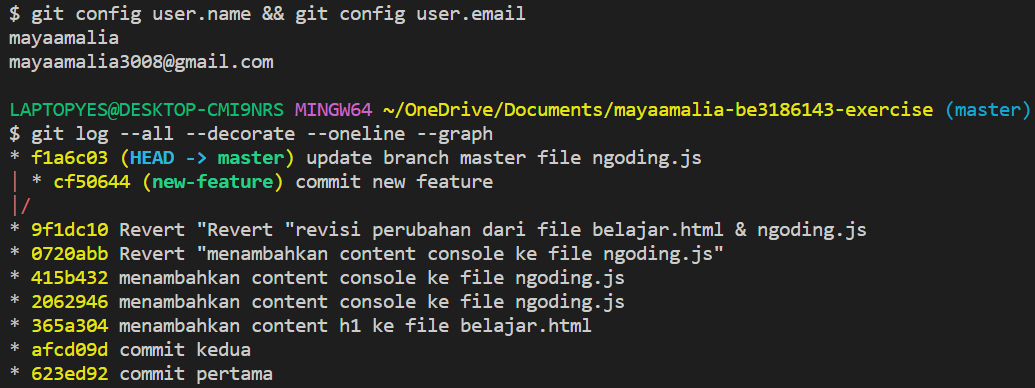 $ git config user.name && git config user.email
mayaamalia
mayaamalia3008@gmail.com
LAPTOPYES@DESKTOP-CMI9NRS MINGW64 ~/OneDrive/Documents/mayaamalia-be3186143-exercise (master)
$ git log --all --decorate --oneline --graph
* f1a6c03 (HEAD -> master) update branch master file ngoding.js
| * cf50644 (new-feature) commit new feature
|/
* 9f1dc10 Revert "Revert "revisi perubahan dari file belajar.html & ngoding.js
* 0720abb Revert "menambahkan content console ke file ngoding.js"
* 415b432 menambahkan content console ke file ngoding.js
* 2062946 menambahkan content console ke file ngoding.js
* 365a304 menambahkan content h1 ke file belajar.html
* afcd09d commit kedua
* 623ed92 commit pertama